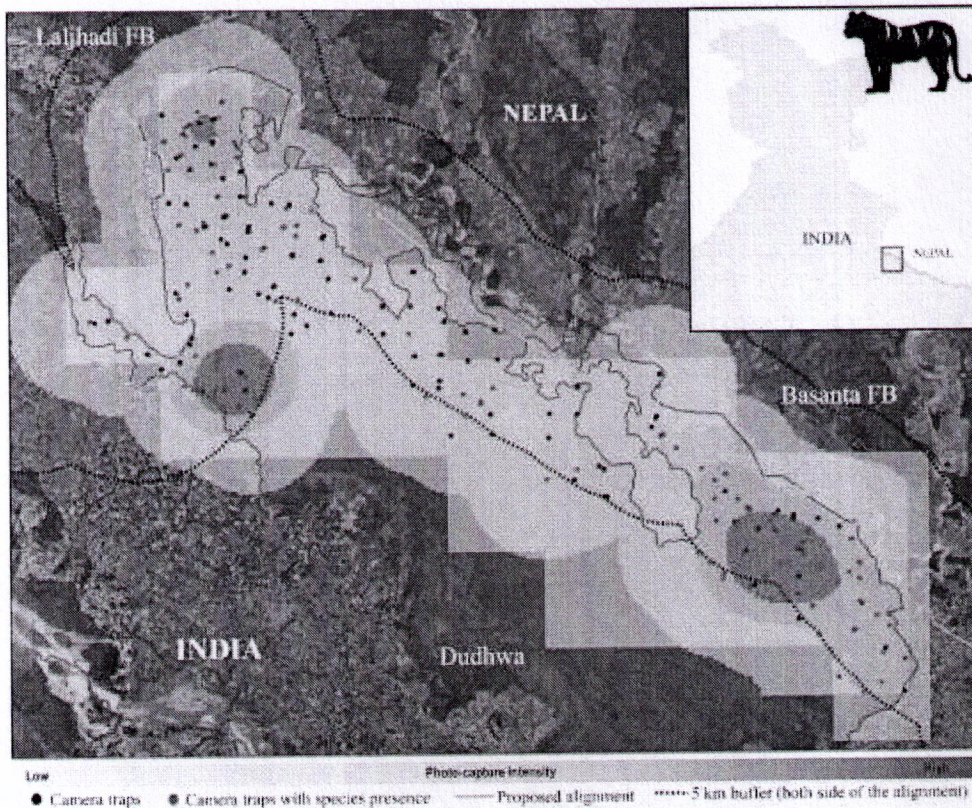 Laljhadi FB
NEPAL
INDIA
NEPAL
Basanta FB
INDIA
Dudhwa
Low
Photo-capture intensity
High
Camera traps
Camera traps with species presence
Proposed alignment
5 km buffer (both side of the alignment)